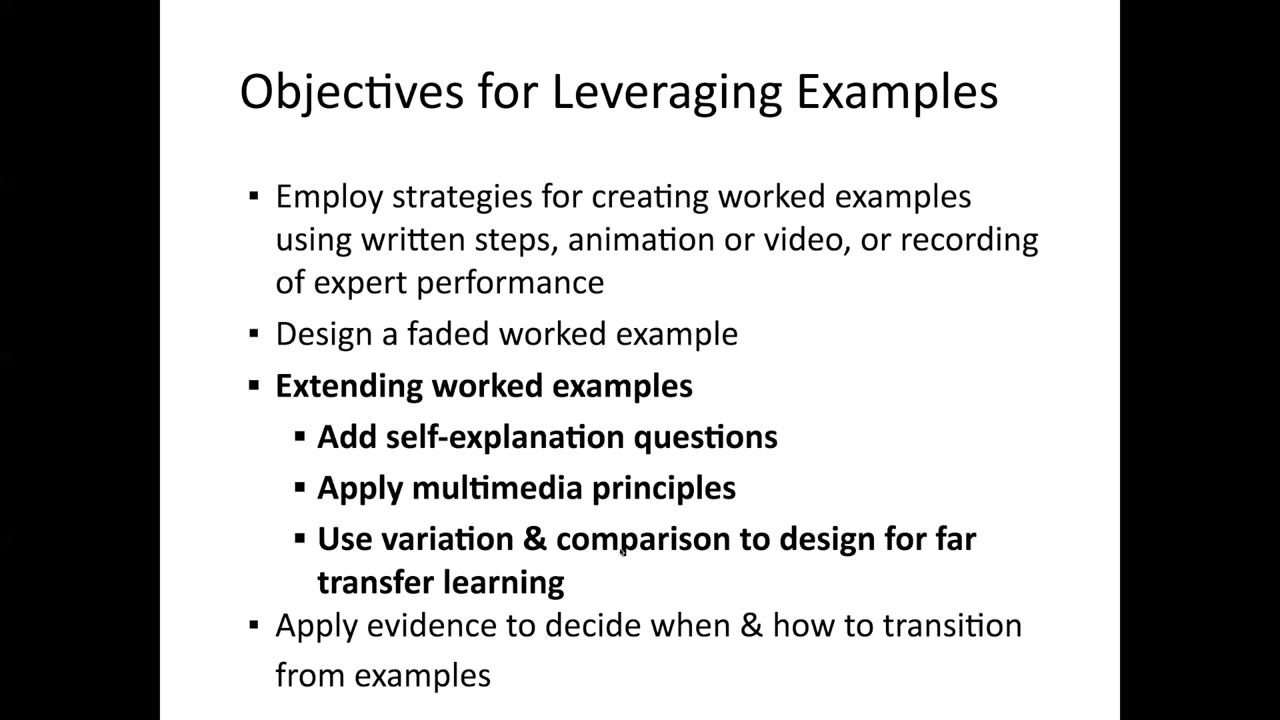 Objectives for Leveraging Examples
▪ Employ strategies for creating worked examples
using written steps, animation or video, or recording
of expert performance
▪ Design a faded worked example
▪ Extending worked examples
▪ Add self-explanation questions
▪ Apply multimedia principles
▪ Use variation & comparison to design for far
transfer learning
▪ Apply evidence to decide when & how to transition
from examples